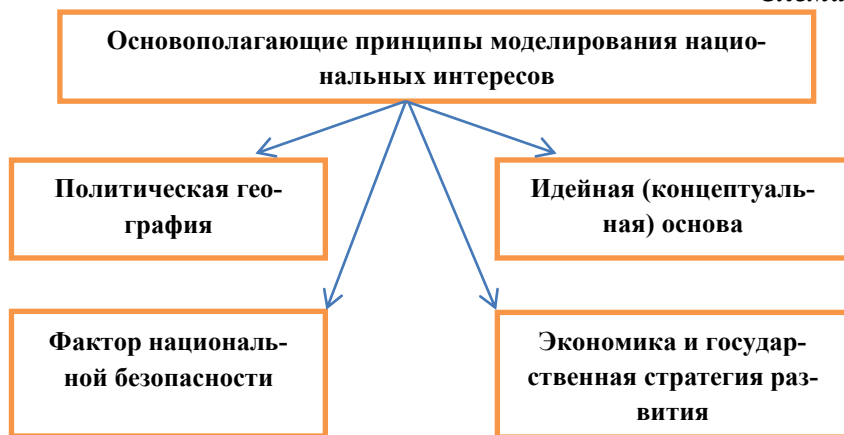 Основополагающие принципы моделирования нацио-
нальных интересов
Политическая гео-
графия
Идейная (концептуаль-
ная) основа
Фактор националь-
ной безопасности
Экономика и государ-
ственная стратегия раз-
вития